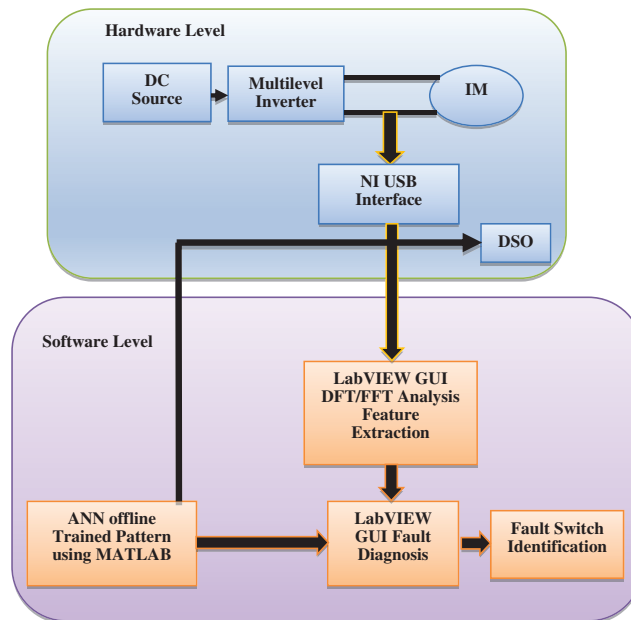 Hardware Level
DC
Source
Multilevel
Inverter
IM
NI USB
Interface
DSO
Software Level
LabVIEW GUI
DFT/FFT Analysis
Feature
Extraction
ANN offline
Trained Pattern
using MATLAB
LabVIEW
GUI Fault
Diagnosis
Fault Switch
Identification